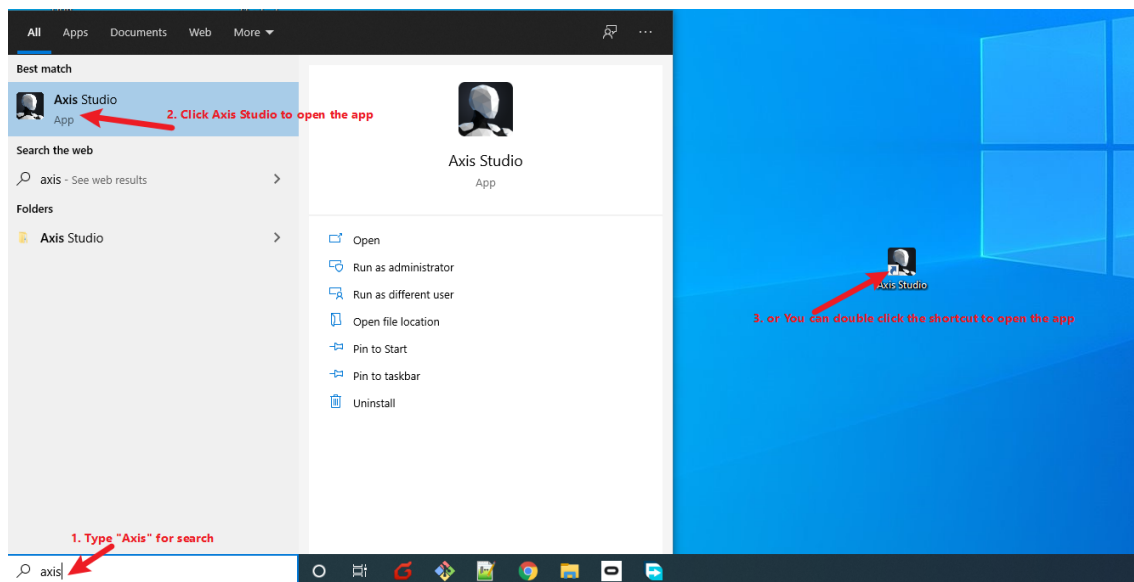 All Apps Documents Web More
Best match
Axis Studio
App
2. Click Axis Studio to open the app
Search the web
axis - See web results
Folders
Axis Studio
Axis Studio
App
Open
Run as administrator
Run as different user
Open file location
Pin to Start
Pin to taskbar
Uninstall
Axis Studio
3. or You can double click the shortcut to open the app
1. Type "Axis" for search
axis